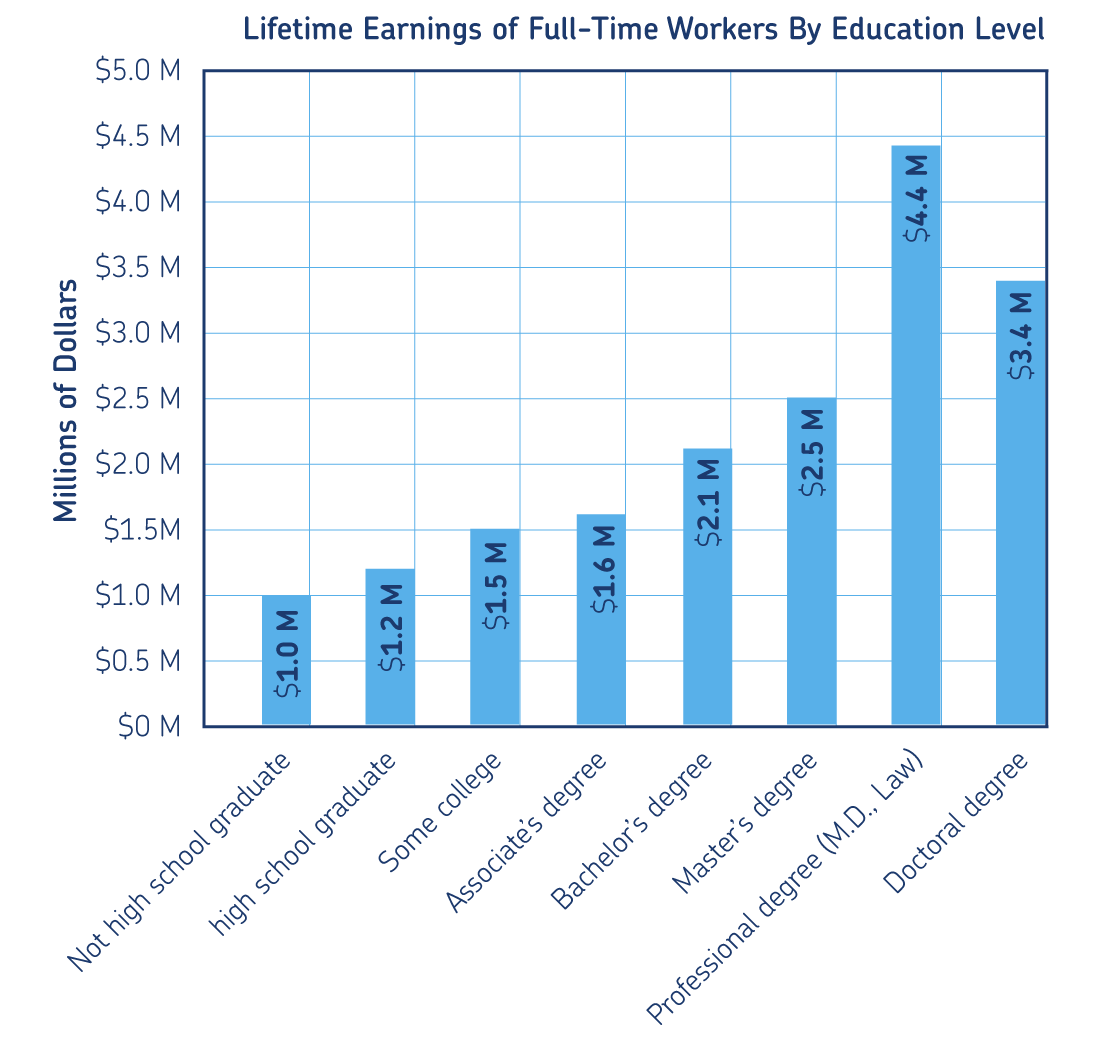 Lifetime Earnings of Full-Time Workers By Education Level
Millions of Dollars
$5.0 M
$4.5 M
$4.0 M
$3.5 M
$3.0 M
$2.5 M
$2.0 M
$1.5M
$1.0 M
$0.5 M
$0 M
$1.0 M
$1.2 M
$1.5 M
$1.6 M
$2.1 M
$2.5 M
$4.4 M
$3.4 M
Not high school graduate
high school graduate
Some college
Associate's degree
Bachelor's degree
Master's degree
Professional degree (M.D., Law)
Doctoral degree